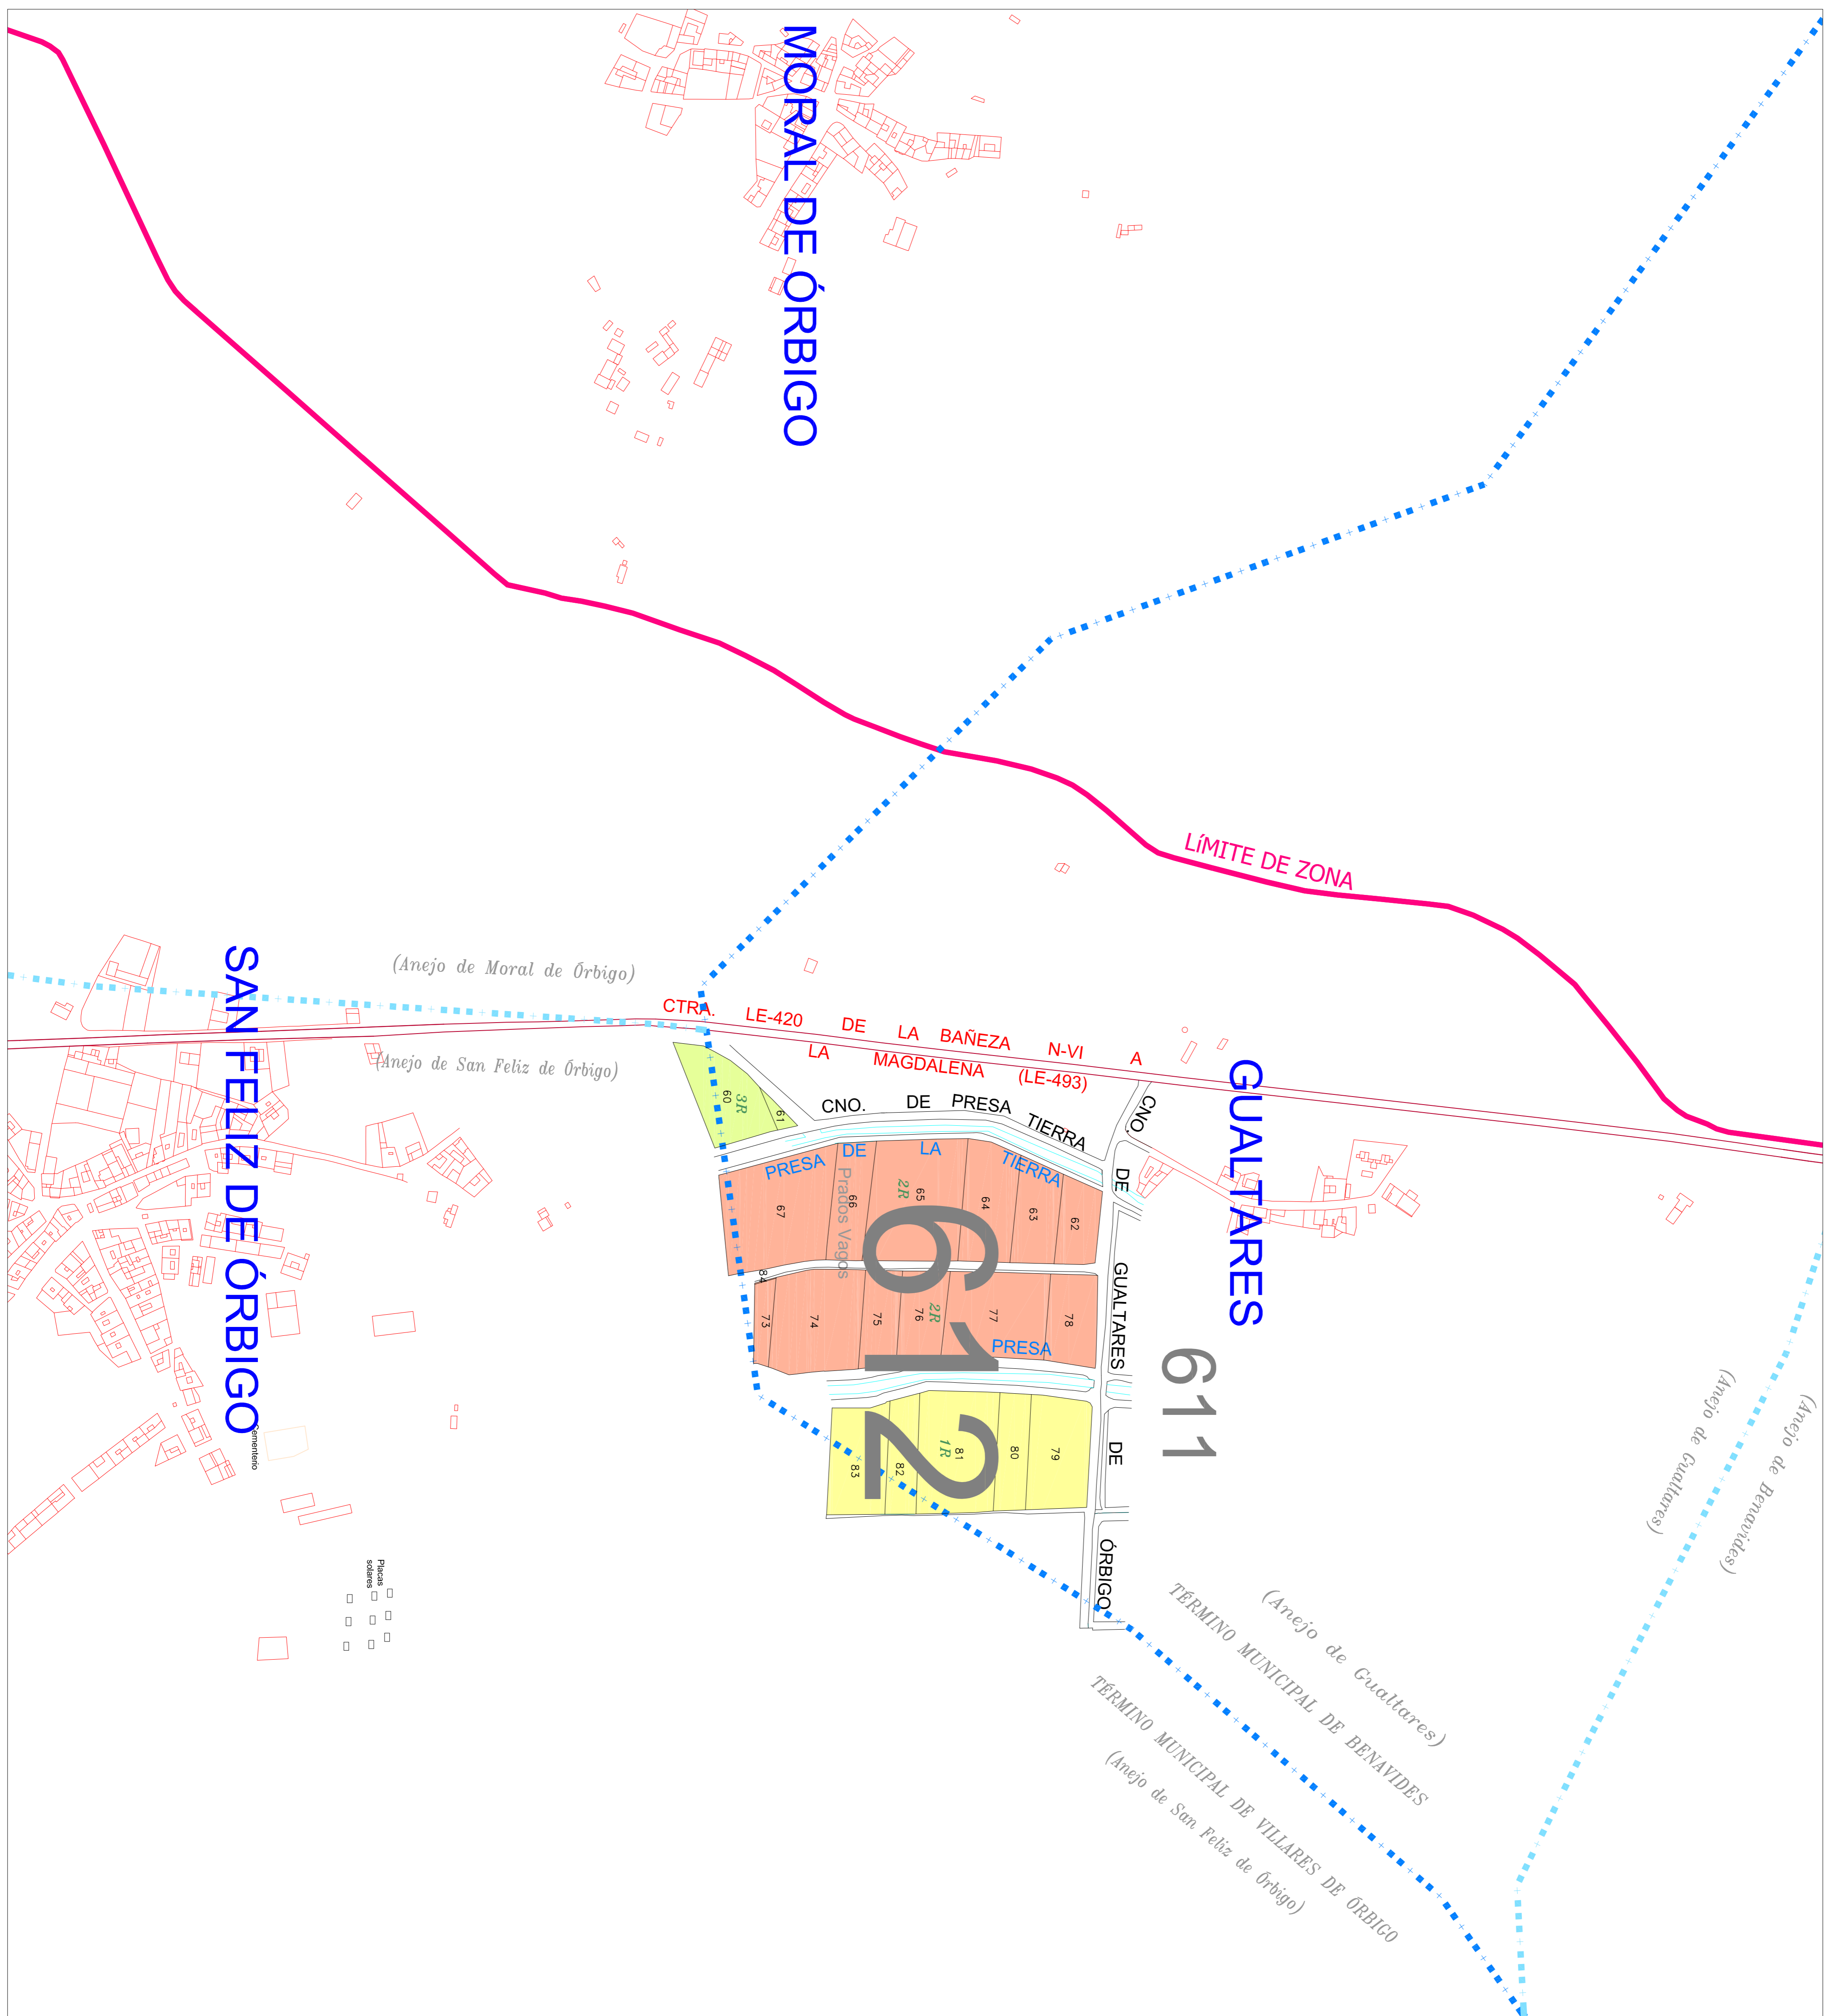 MORAL DE ÓRBIGO
LÍMITE DE ZONA
SAN FELIZ DE ÓRBIGO
(Anejo de Moral de Órbigo)
(Anejo de San Feliz de Órbigo)
CTRA. LE-420 DE LA BAÑEZA N-VI A
LA MAGDALENA (LE-493)
GUALTARES
CNO. DE PRESA TIERRA
CNO. DE GUALTARES DE ÓRBIGO
PRESA DE LA TIERRA
Prados Vagos
60
3R
61
67
66
65
2R
64
63
62
84
73
74
75
76
2R
77
78
PRESA
612
611
83
82
81
1R
80
79
Cementerio
Placas
solares
(Anejo de Gualtares)
(Anejo de Benavides)
(Anejo de Gualtares)
TÉRMINO MUNICIPAL DE BENAVIDES
TÉRMINO MUNICIPAL DE VILLARES DE ÓRBIGO
(Anejo de San Feliz de Órbigo)